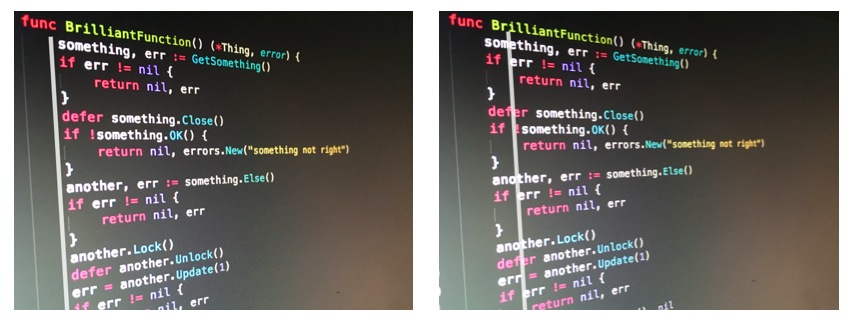 func BrilliantFunction() (*Thing, error) {
something, err := GetSomething()
if err != nil {
return nil, err
}
defer something.Close()
if !something.OK() {
return nil, errors.New("something not right")
}
another, err := something.Else()
if err != nil {
return nil, err
}
another.Lock()
defer another.Unlock()
err = another.Update(1)
if err != nil {
nil, err
func BrilliantFunction() (*Thing, error) {
something, err := GetSomething()
if err != nil {
return nil, err
}
defer something.Close()
if !something.OK() {
return nil, errors.New("something not right")
}
another, err := something.Else()
if err != nil {
return nil, err
}
another.Lock()
defer another.Unlock()
err = another.Update(1)
if err != nil {
return nil, err
nil